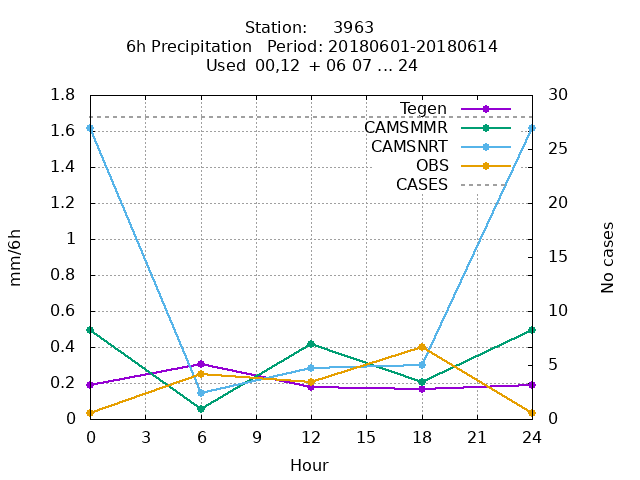 Station: 3963
6h Precipitation Period: 20180601-20180614
Used 00,12 + 06 07 ... 24
1.8
1.6
1.4
1.2
1
0.8
0.6
0.4
0.2
0
mm/6h
30
25
20
15
10
5
0
No cases
Tegen
CAMSMMR
CAMSNRT
OBS
CASES
0 3 6 9 12 15 18 21 24
Hour